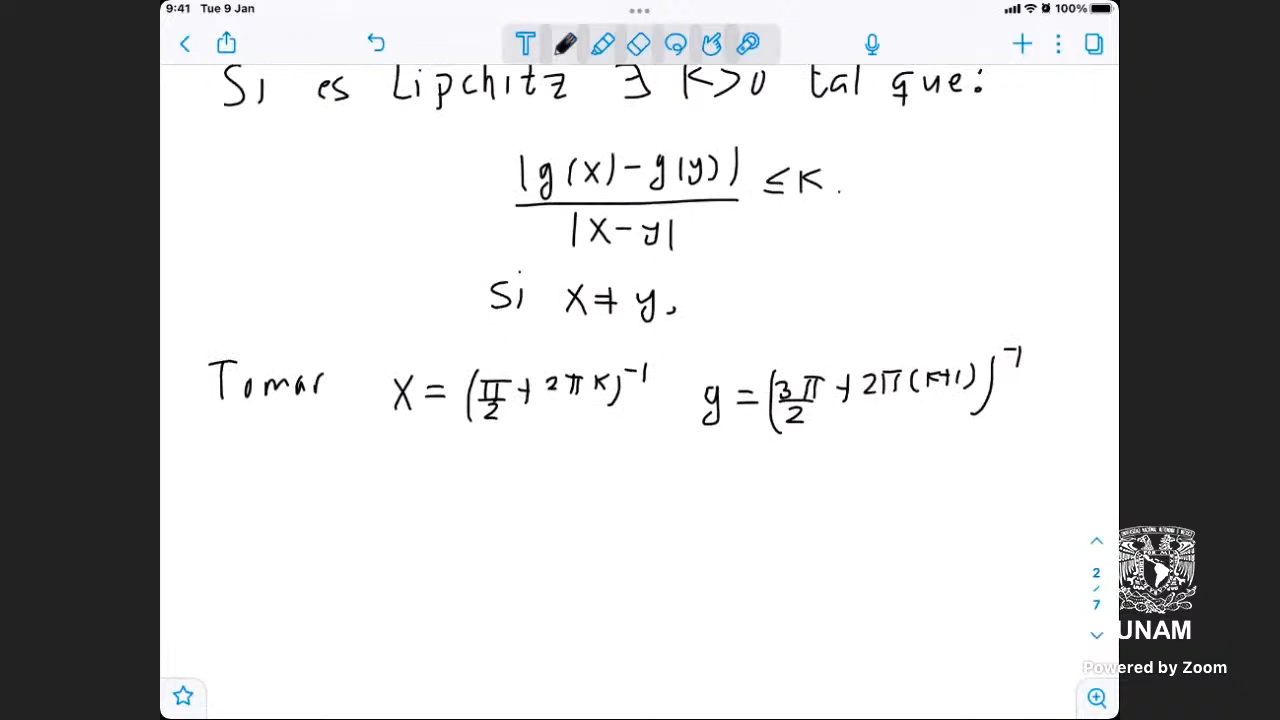 9:41 Tue 9 Jan 100%
Si es Lipchitz ∃ K>0 tal que:
|g(x)-g(y)| / |x-y| ≤ K.
Si x ≠ y,
Tomar x = (π/2 + 2πK)^-1 y = (3π/2 + 2π(K+1))^-1
2
7
UNAM
Powered by Zoom